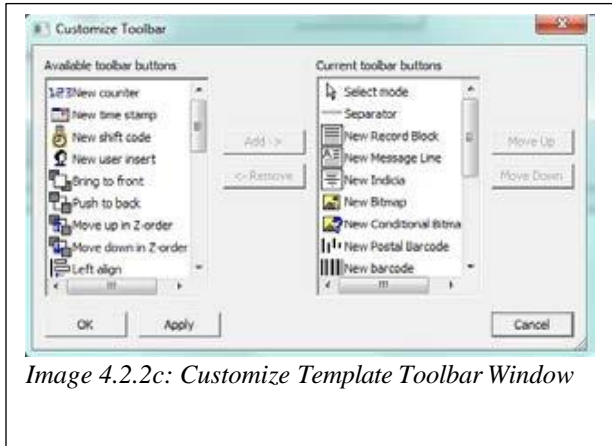 Customize Toolbar
Available toolbar buttons
123New counter
New time stamp
New shift code
New user insert
Bring to front
Push to back
Move up in Z-order
Move down in Z-order
Left align
Add ->
<- Remove
Current toolbar buttons
Select mode
Separator
New Record Block
New Message Line
New Indicia
New Bitmap
New Conditional Bitma
New Postal Barcode
New barcode
Move Up
Move Down
OK
Apply
Cancel
Image 4.2.2c: Customize Template Toolbar Window